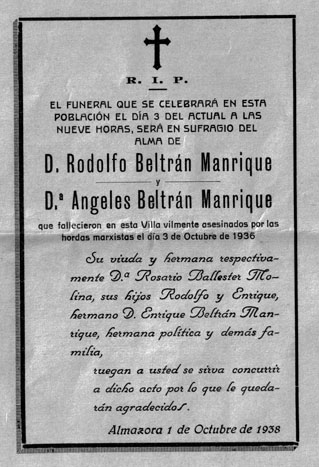 R. I. P.
EL FUNERAL QUE SE CELEBRARÁ EN ESTA
POBLACIÓN EL DÍA 3 DEL ACTUAL A LAS
NUEVE HORAS, SERÁ EN SUFRAGIO DEL
ALMA DE
D. Rodolfo Beltrán Manrique
y
D.ª Angeles Beltrán Manrique
que fallecieron en esta Villa vilmente asesinados por las
hordas marxistas el día 3 de Octubre de 1936
Su viuda y hermana respectiva-
mente D.ª Rosario Ballester Mo-
lina, sus hijos Rodolfo y Enrique,
hermano D. Enrique Beltrán Man-
rique, hermana política y demás fa-
milia,
ruegan a usted se sirva concurrir
a dicho acto por lo que le queda-
rán agradecidos.
Almazora 1 de Octubre de 1938